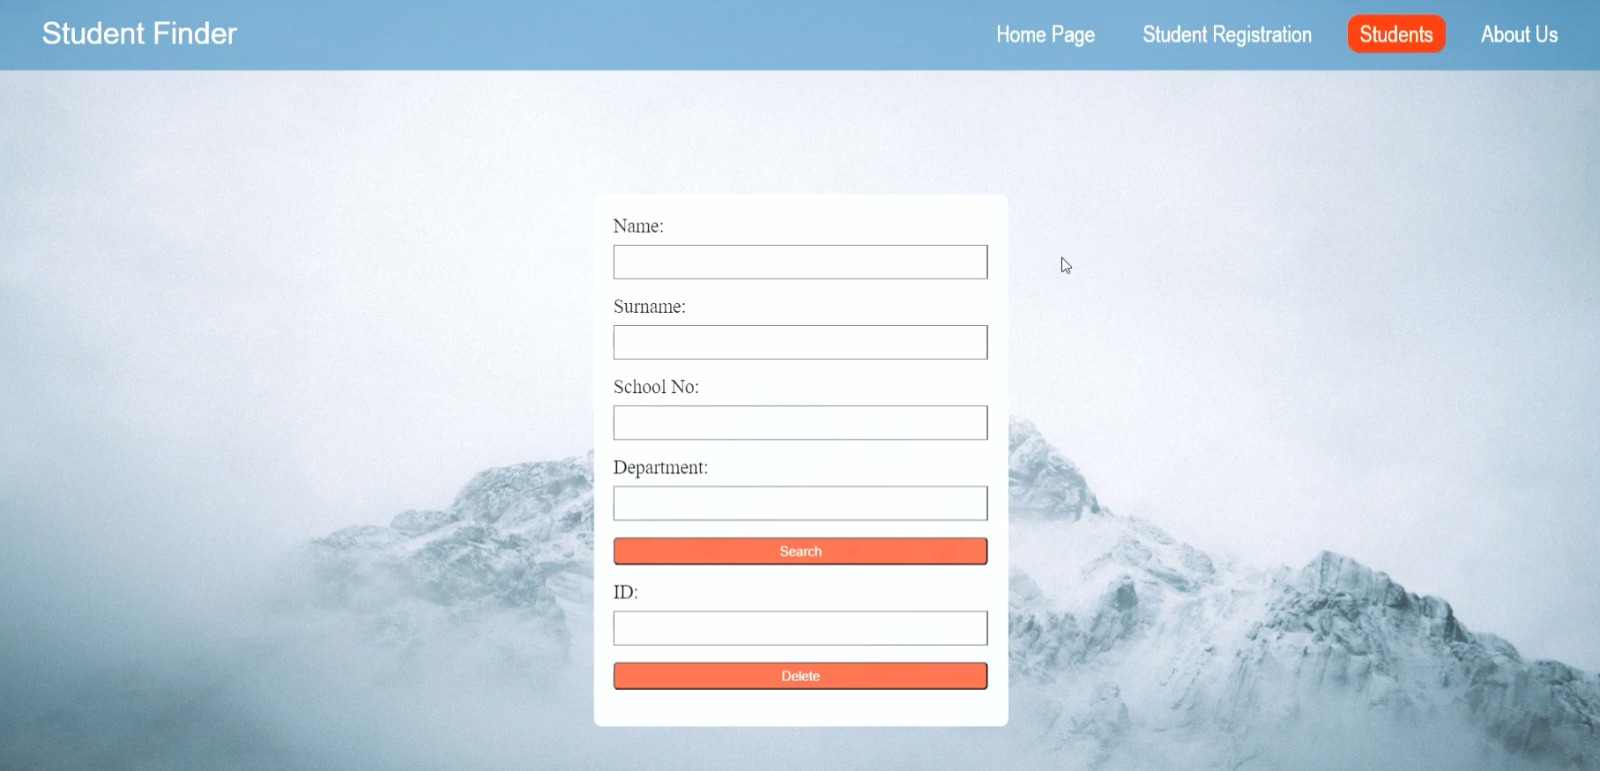 Student Finder
Home Page
Student Registration
Students
About Us
Name:
Surname:
School No:
Department:
Search
ID:
Delete